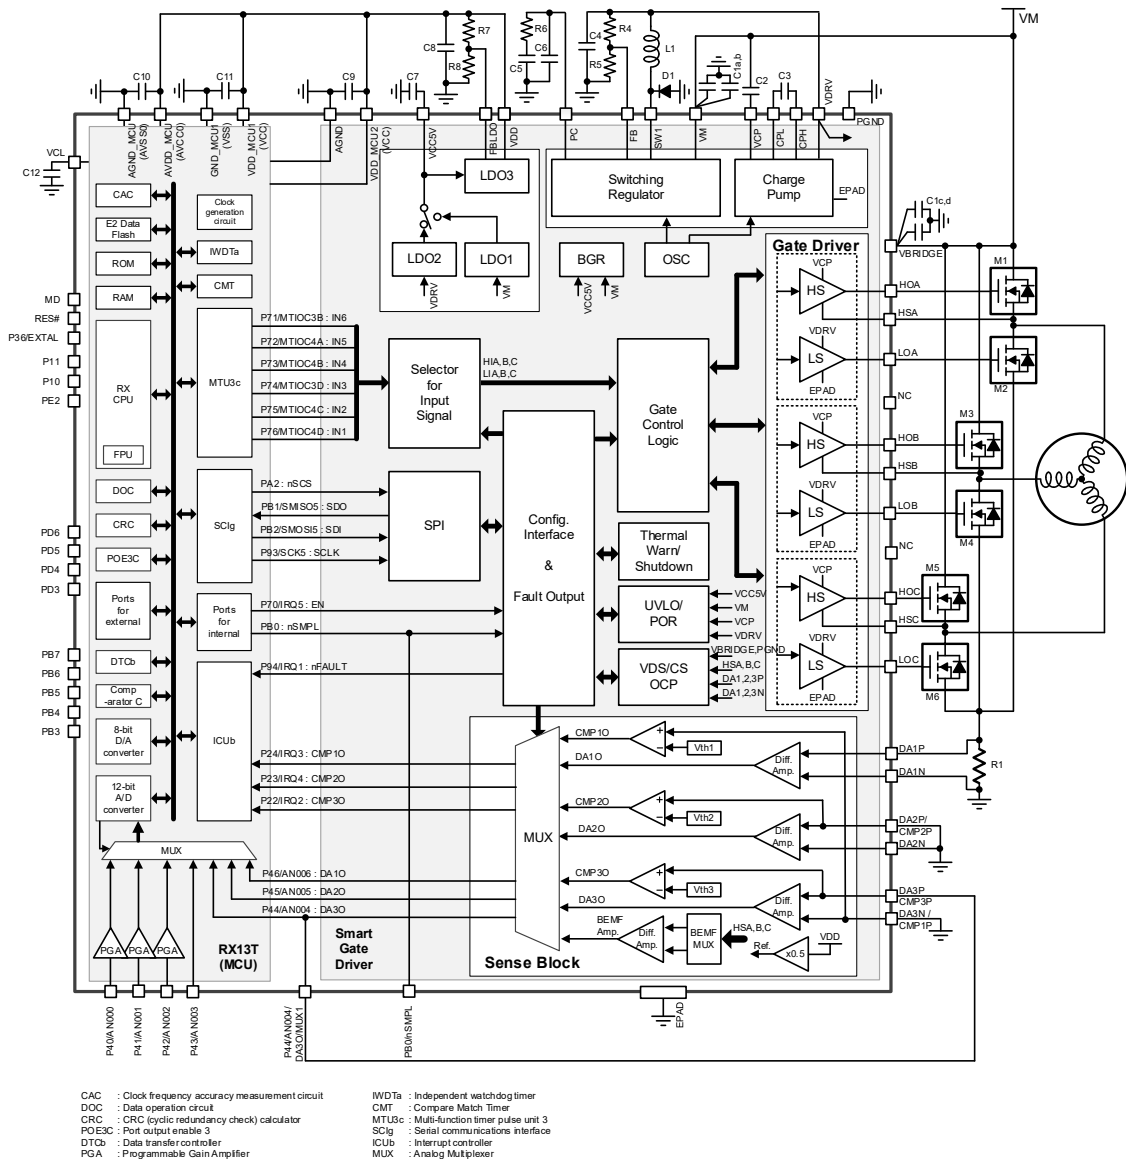 VM
C10
C11
C9
C8
R7
R8
C7
R6
C5
C6
C4
R4
R5
L1
D1
C1a,b
C2
C3
VDRV
PGND
VCL
C12
AGND_MCU
(AVSS0)
AVDD_MCU
(AVCC0)
GND_MCU1
(VSS)
VDD_MCU1
(VCC)
AGND
VDD_MCU2
(VCC)
VCC5V
FBLDO
VDD
PC
FB
SW1
VM
VCP
CPL
CPH
CAC
E2 Data
Flash
ROM
RAM
RX
CPU
FPU
DOC
CRC
POE3C
Ports
for
external
DTCb
Comp
-arator C
8-bit
D/A
converter
12-bit
A/D
converter
Clock
generation
circuit
IWDTa
CMT
MTU3c
SCIg
Ports
for
internal
ICUb
MUX
PGA
PGA
PGA
RX13T
(MCU)
MD
RES#
P36/EXTAL
P11
P10
PE2
PD6
PD5
PD4
PD3
PB7
PB6
PB5
PB4
PB3
LDO3
LDO2
LDO1
VDRV
VM
Switching
Regulator
Charge
Pump
EPAD
BGR
VCC5V
VM
OSC
P71/MTIOC3B : IN6
P72/MTIOC4A : IN5
P73/MTIOC4B : IN4
P74/MTIOC3D : IN3
P75/MTIOC4C : IN2
P76/MTIOC4D : IN1
PA2 : nSCS
PB1/SMISO5 : SDO
PB2/SMOSI5 : SDI
P93/SCK5 : SCLK
P70/IRQ5 : EN
PB0 : nSMPL
P94/IRQ1 : nFAULT
P24/IRQ3 : CMP1O
P23/IRQ4 : CMP2O
P22/IRQ2 : CMP3O
P46/AN006 : DA1O
P45/AN005 : DA2O
P44/AN004 : DA3O
Selector
for
Input
Signal
HIA,B,C
LIA,B,C
SPI
Config.
Interface
&
Fault Output
Gate
Control
Logic
Thermal
Warn/
Shutdown
UVLO/
POR
VCC5V
VM
VCP
VDRV
VDS/CS
OCP
VBRIDGE,PGND
HSA,B,C
DA1,2,3P
DA1,2,3N
Gate Driver
VCP
HS
VDRV
LS
EPAD
VCP
HS
VDRV
LS
EPAD
VCP
HS
VDRV
LS
EPAD
C1c,d
VBRIDGE
HOA
HSA
LOA
NC
HOB
HSB
LOB
NC
HOC
HSC
LOC
M1
M2
M3
M4
M5
M6
R1
DA1P
DA1N
DA2P/
CMP2P
DA2N
DA3P
CMP3P
DA3N /
CMP1P
MUX
CMP1O
+
−
Vth1
DA1O
Diff.
Amp.
CMP2O
+
−
Vth2
DA2O
Diff.
Amp.
CMP3O
+
−
Vth3
DA3O
Diff.
Amp.
BEMF
Amp.
Diff.
Amp.
BEMF
MUX
HSA,B,C
Ref.
x0.5
VDD
Sense Block
Smart
Gate
Driver
P40/AN000
P41/AN001
P42/AN002
P43/AN003
P44/AN004/
DA3O/MUX1
PB0/nSMPL
EPAD
CAC : Clock frequency accuracy measurement circuit
DOC : Data operation circuit
CRC : CRC (cyclic redundancy check) calculator
POE3C : Port output enable 3
DTCb : Data transfer controller
PGA : Programmable Gain Amplifier
IWDTa : Independent watchdog timer
CMT : Compare Match Timer
MTU3c : Multi-function timer pulse unit 3
SCIg : Serial communications interface
ICUb : Interrupt controller
MUX : Analog Multiplexer